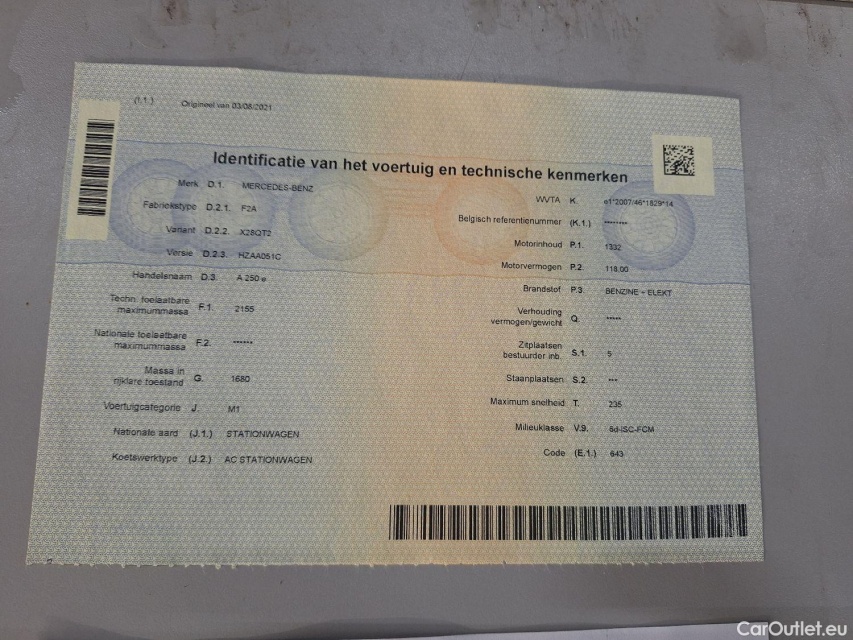 (I.1.) Origineel van 03/08/2021
Identificatie van het voertuig en technische kenmerken
Merk D.1. MERCEDES-BENZ
Fabriekstype D.2.1. F2A
Variant D.2.2. X28QT2
Versie D.2.3. HZAA051C
Handelsnaam D.3. A 250 e
Techn. toelaatbare
maximummassa F.1. 2155
Nationale toelaatbare
maximummassa F.2. ******
Massa in
rijklare toestand G. 1680
Voertuigcategorie J. M1
Nationale aard (J.1.) STATIONWAGEN
Koetswerktype (J.2.) AC STATIONWAGEN
WVTA K. e1*2007/46*1829*14
Belgisch referentienummer (K.1.) ********
Motorinhoud P.1. 1332
Motorvermogen P.2. 118.00
Brandstof P.3. BENZINE - ELEKT
Verhouding
vermogen/gewicht Q. *****
Zitplaatsen
bestuurder inb. S.1. 5
Staanplaatsen S.2. ***
Maximum snelheid T. 235
Milieuklasse V.9. 6d-ISC-FCM
Code (E.1.) 643
CarOutlet.eu